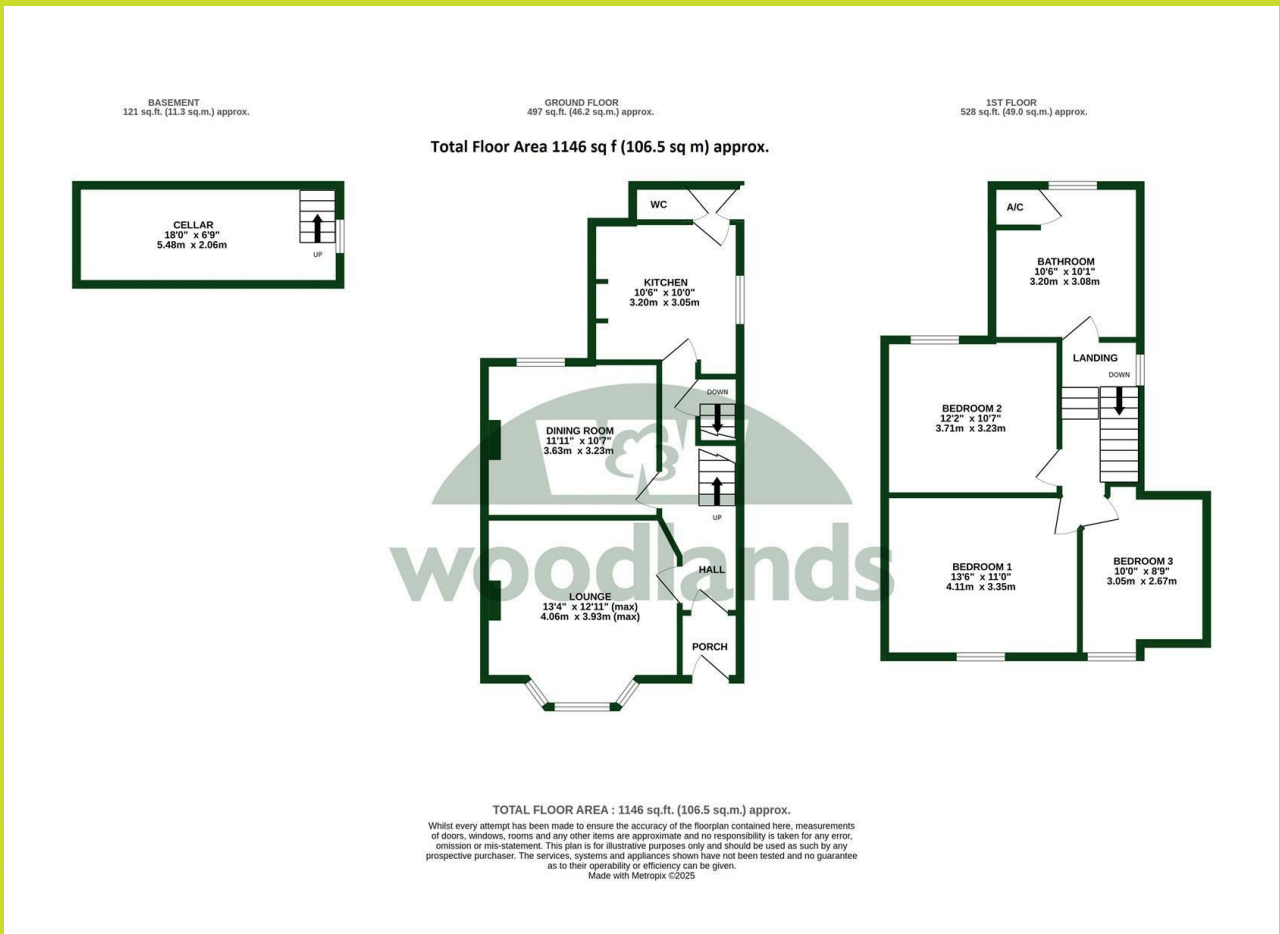 BASEMENT
121 sq.ft. (11.3 sq.m.) approx.
GROUND FLOOR
497 sq.ft. (46.2 sq.m.) approx.
1ST FLOOR
528 sq.ft. (49.0 sq.m.) approx.
Total Floor Area 1146 sq f (106.5 sq m) approx.
CELLAR
18'0" x 6'9"
5.48m x 2.06m
UP
WC
KITCHEN
10'6" x 10'0"
3.20m x 3.05m
DOWN
DINING ROOM
11'11" x 10'7"
3.63m x 3.23m
UP
woodlands
HALL
LOUNGE
13'4" x 12'11" (max)
4.06m x 3.93m (max)
PORCH
A/C
BATHROOM
10'6" x 10'1"
3.20m x 3.08m
LANDING
DOWN
BEDROOM 2
12'2" x 10'7"
3.71m x 3.23m
BEDROOM 1
13'6" x 11'0"
4.11m x 3.35m
BEDROOM 3
10'0" x 8'9"
3.05m x 2.67m
TOTAL FLOOR AREA : 1146 sq.ft. (106.5 sq.m.) approx.
Whilst every attempt has been made to ensure the accuracy of the floorplan contained here, measurements
of doors, windows, rooms and any other items are approximate and no responsibility is taken for any error,
omission or mis-statement. This plan is for illustrative purposes only and should be used as such by any
prospective purchaser. The services, systems and appliances shown have not been tested and no guarantee
as to their operability or efficiency can be given.
Made with Metropix ©2025